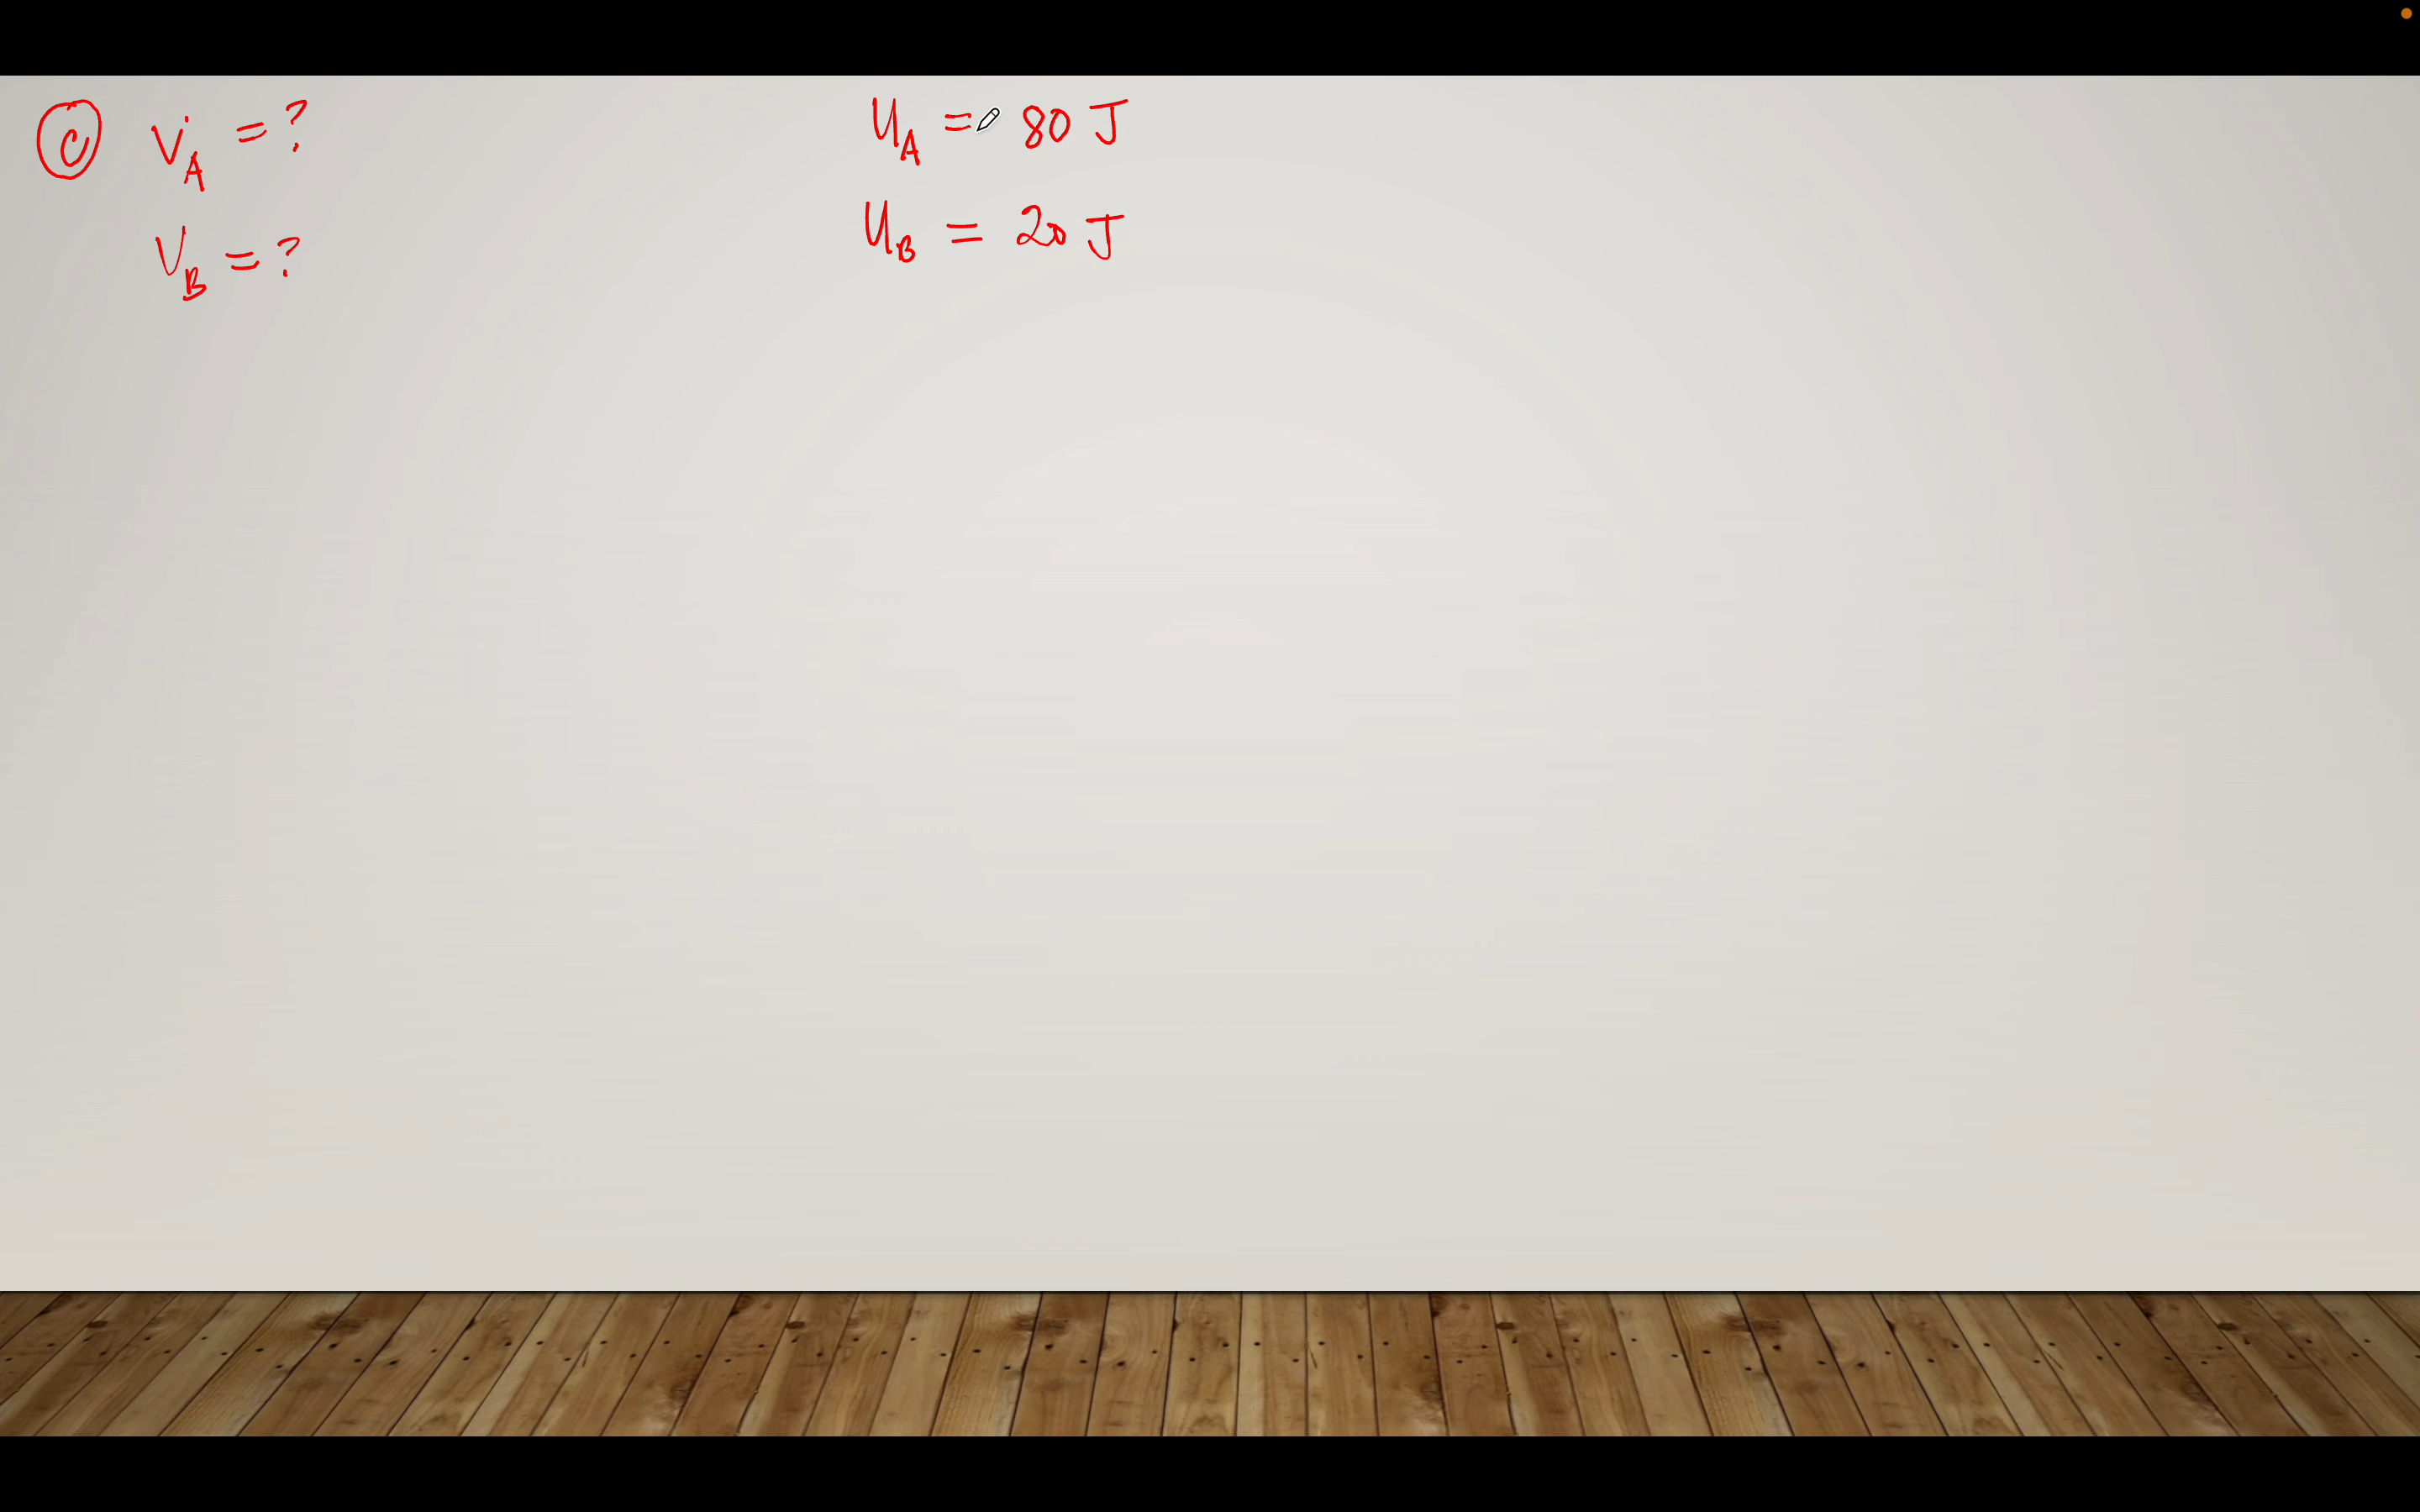 ⓒ V_A = ? U_A = 80 J
V_B = ? U_B = 20 J